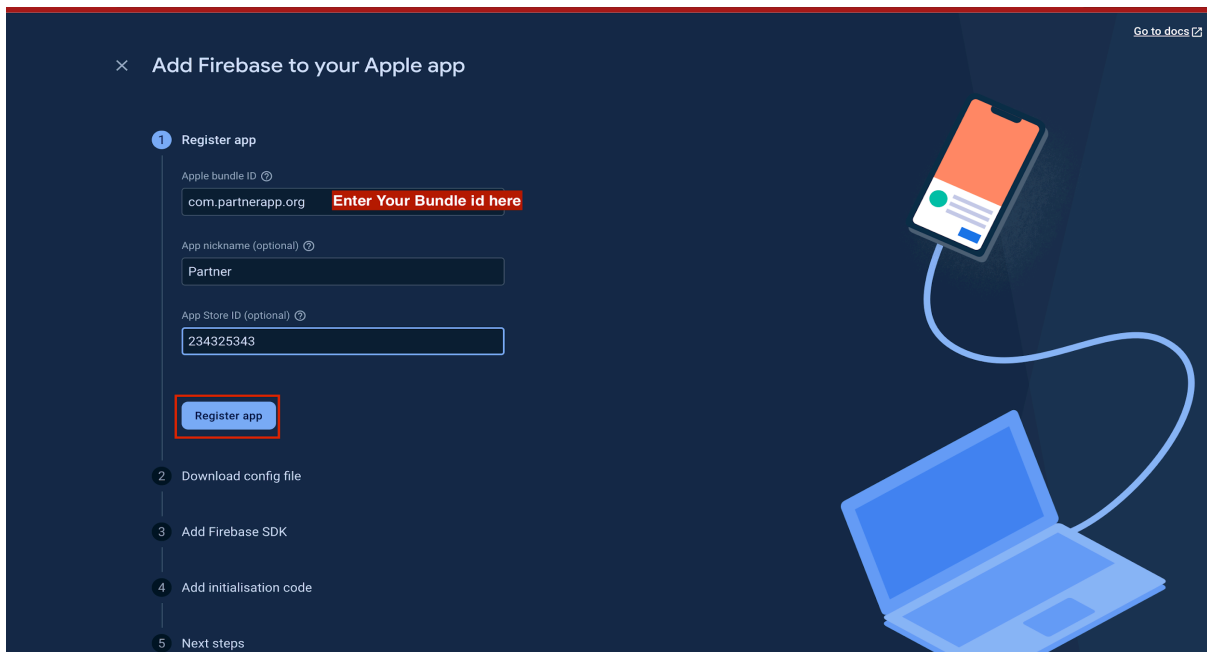 Go to docs
Add Firebase to your Apple app
1 Register app
Apple bundle ID
com.partnerapp.org Enter Your Bundle id here
App nickname (optional)
Partner
App Store ID (optional)
234325343
Register app
2 Download config file
3 Add Firebase SDK
4 Add initialisation code
5 Next steps